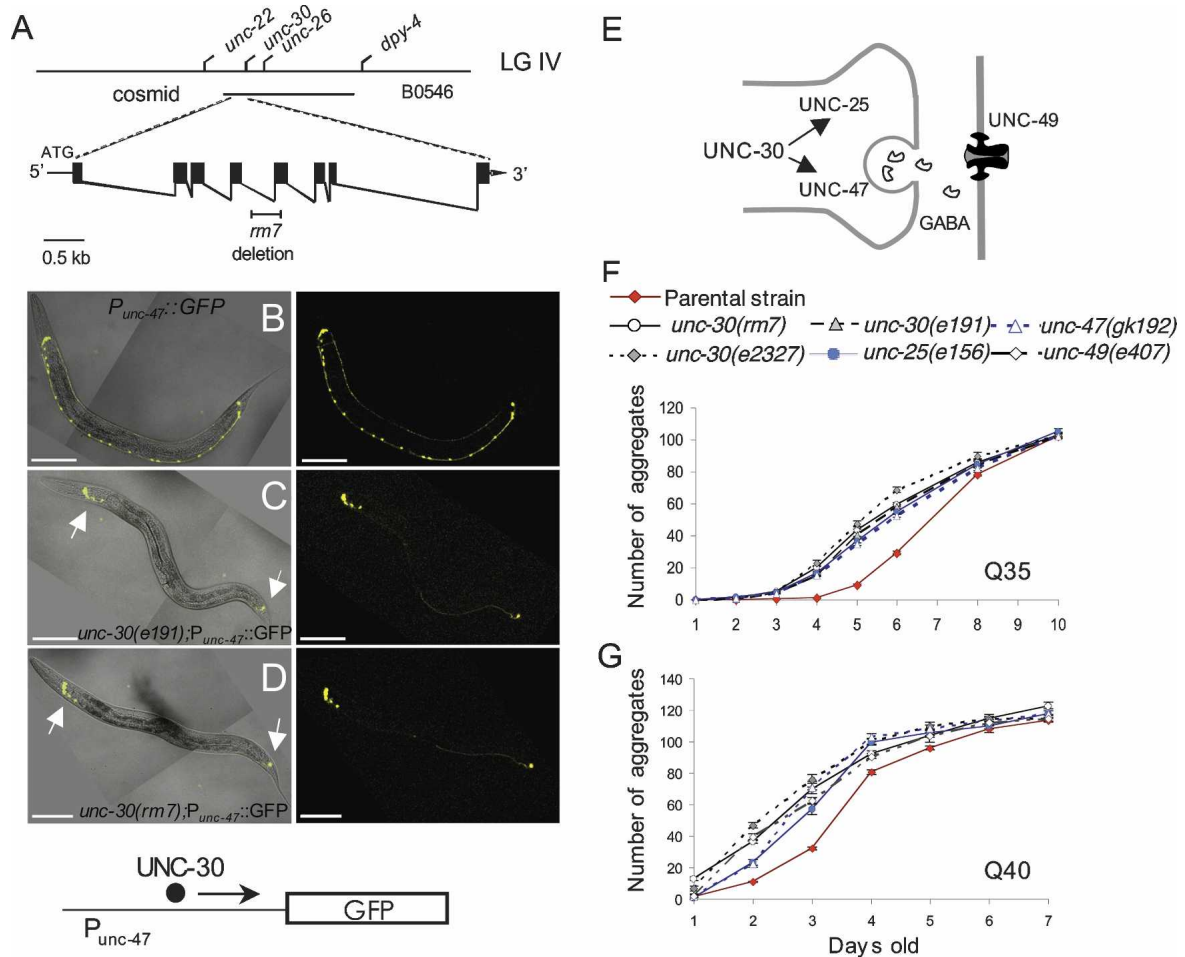 A
unc-22
unc-30
unc-26
dpy-4
LG IV
cosmid
B0546
ATG
5’
3’
rm7
deletion
0.5 kb
Punc-47::GFP
B
C
unc-30(e191);Punc-47::GFP
D
unc-30(rm7);Punc-47::GFP
UNC-30
GFP
Punc-47
E
UNC-25
UNC-49
UNC-30
UNC-47
GABA
F
Parental strain
unc-30(rm7) unc-30(e191) unc-47(gk192)
unc-30(e2327) unc-25(e156) unc-49(e407)
Number of aggregates
120
100
80
60
40
20
0
1 2 3 4 5 6 7 8 9 10
Q35
G
Number of aggregates
140
120
100
80
60
40
20
0
1 2 3 4 5 6 7
Q40
Days old